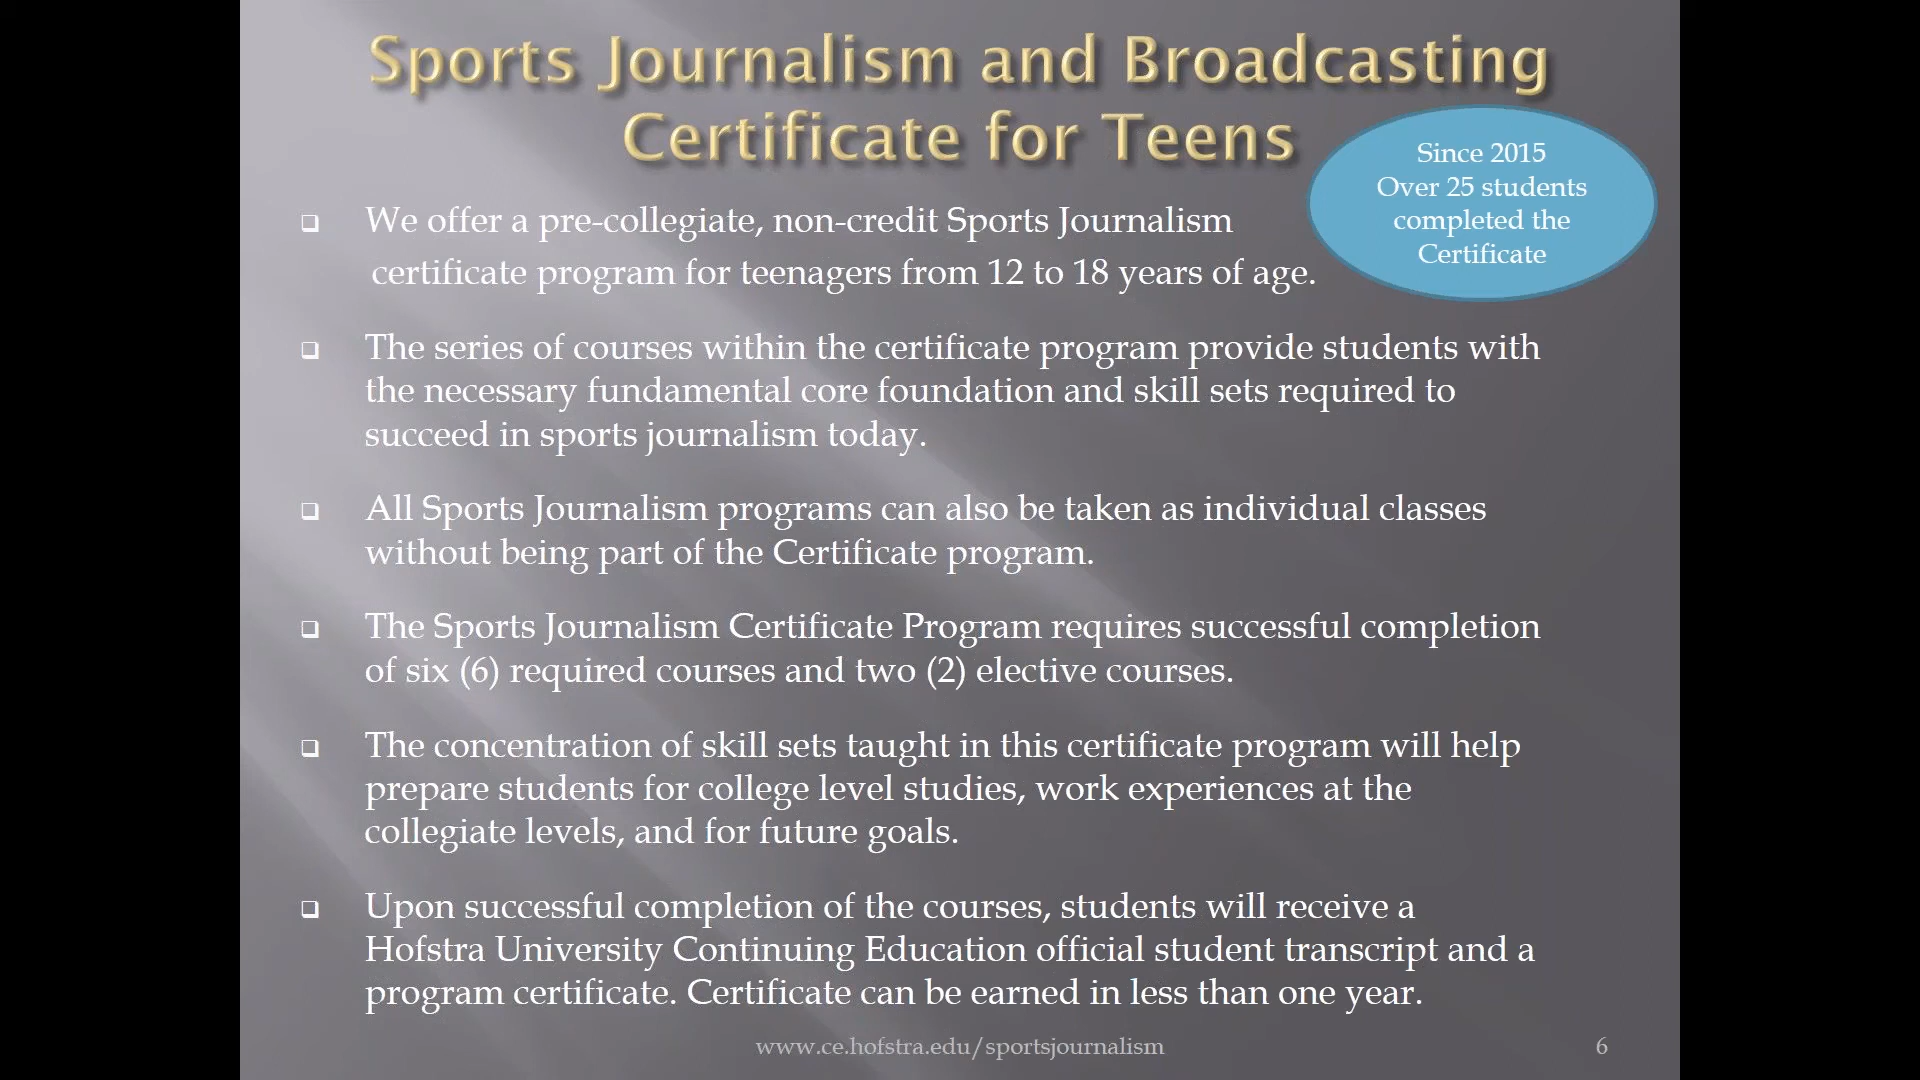 Sports Journalism and Broadcasting
Certificate for Teens
Since 2015
Over 25 students
completed the
Certificate
We offer a pre-collegiate, non-credit Sports Journalism
certificate program for teenagers from 12 to 18 years of age.
The series of courses within the certificate program provide students with
the necessary fundamental core foundation and skill sets required to
succeed in sports journalism today.
All Sports Journalism programs can also be taken as individual classes
without being part of the Certificate program.
The Sports Journalism Certificate Program requires successful completion
of six (6) required courses and two (2) elective courses.
The concentration of skill sets taught in this certificate program will help
prepare students for college level studies, work experiences at the
collegiate levels, and for future goals.
Upon successful completion of the courses, students will receive a
Hofstra University Continuing Education official student transcript and a
program certificate. Certificate can be earned in less than one year.
www.ce.hofstra.edu/sportsjournalism
6